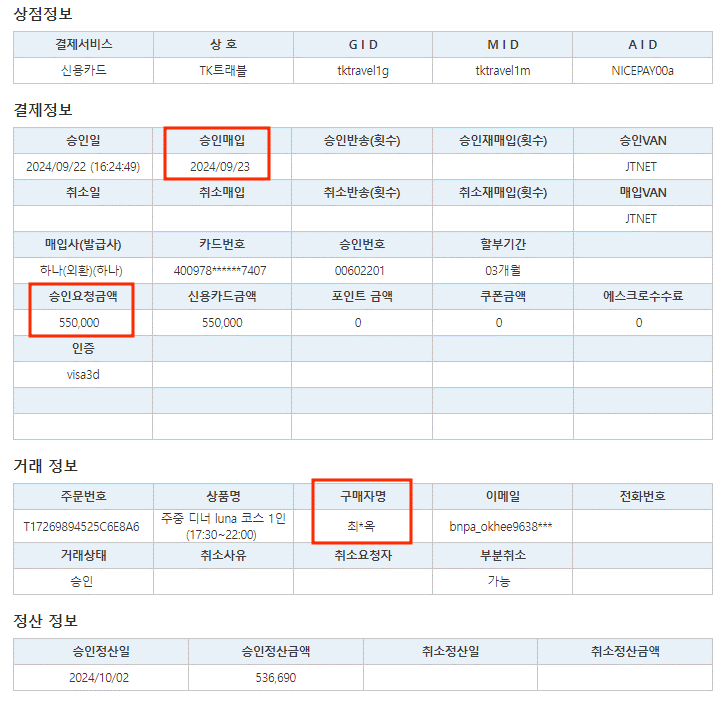 상점정보
결제서비스 상 호 G I D M I D A I D
신용카드 TK트래블 tktravel1g tktravel1m NICEPAY00a
결제정보
승인일 승인매입 승인반송(횟수) 승인재매입(횟수) 승인VAN
2024/09/22 (16:24:49) 2024/09/23 JTNET
취소일 취소매입 취소반송(횟수) 취소재매입(횟수) 매입VAN
JTNET
매입사(발급사) 카드번호 승인번호 할부기간
하나(외환)(하나) 400978******7407 00602201 03개월
승인요청금액 신용카드금액 포인트 금액 쿠폰금액 에스크로수수료
550,000 550,000 0 0 0
인증
visa3d
거래 정보
주문번호 상품명 구매자명 이메일 전화번호
T17269894525C6E8A6 주중 디너 luna 코스 1인 최*옥 bnpa_okhee9638***
(17:30~22:00)
거래상태 취소사유 취소요청자 부분취소
승인 가능
정산 정보
승인정산일 승인정산금액 취소정산일 취소정산금액
2024/10/02 536,690